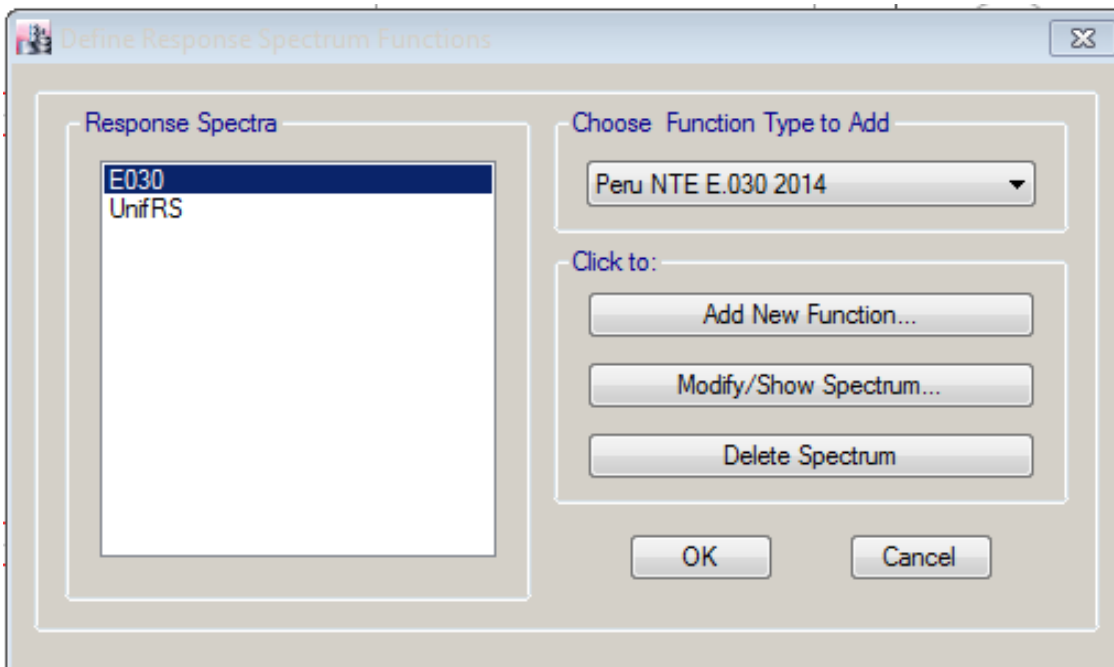 Define Response Spectrum Functions
Response Spectra
E030
UnifRS
Choose Function Type to Add
Peru NTE E.030 2014
Click to:
Add New Function...
Modify/Show Spectrum...
Delete Spectrum
OK
Cancel